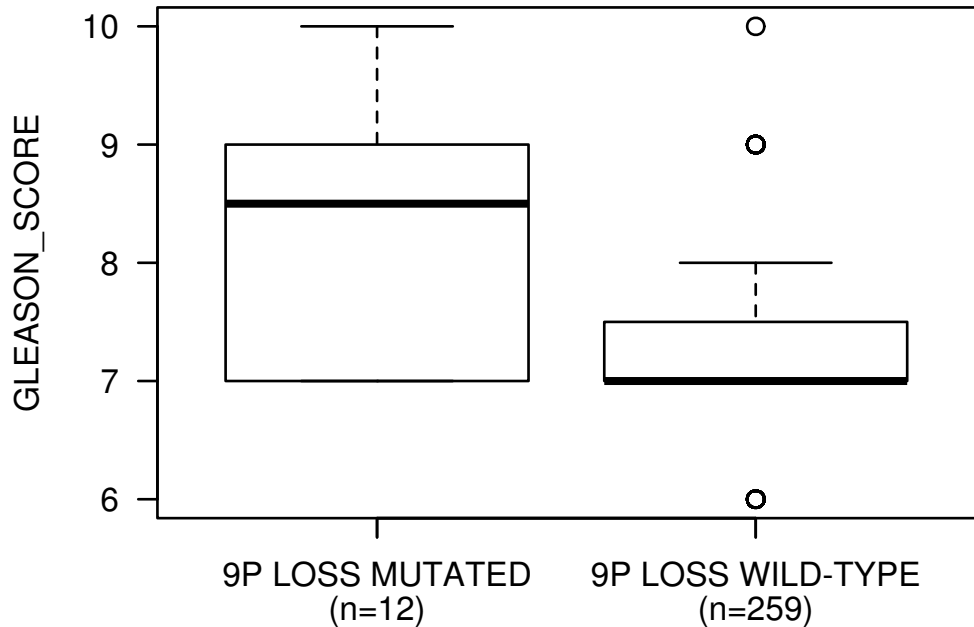 GLEASON_SCORE
10
9
8
7
6
9P LOSS MUTATED
(n=12)
9P LOSS WILD-TYPE
(n=259)